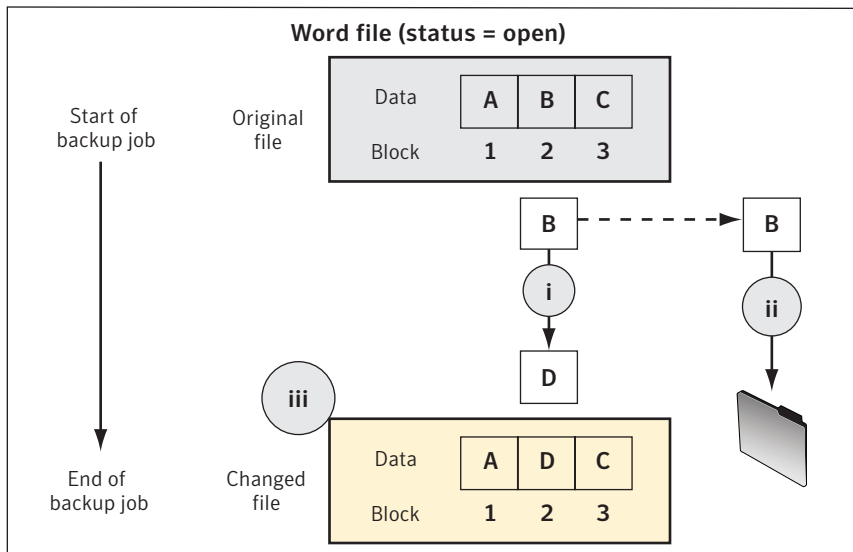 Word file (status = open)
Start of
backup job
Original
file
Data A B C
Block 1 2 3
B B
i
ii
D
iii
End of
backup job
Changed
file
Data A D C
Block 1 2 3